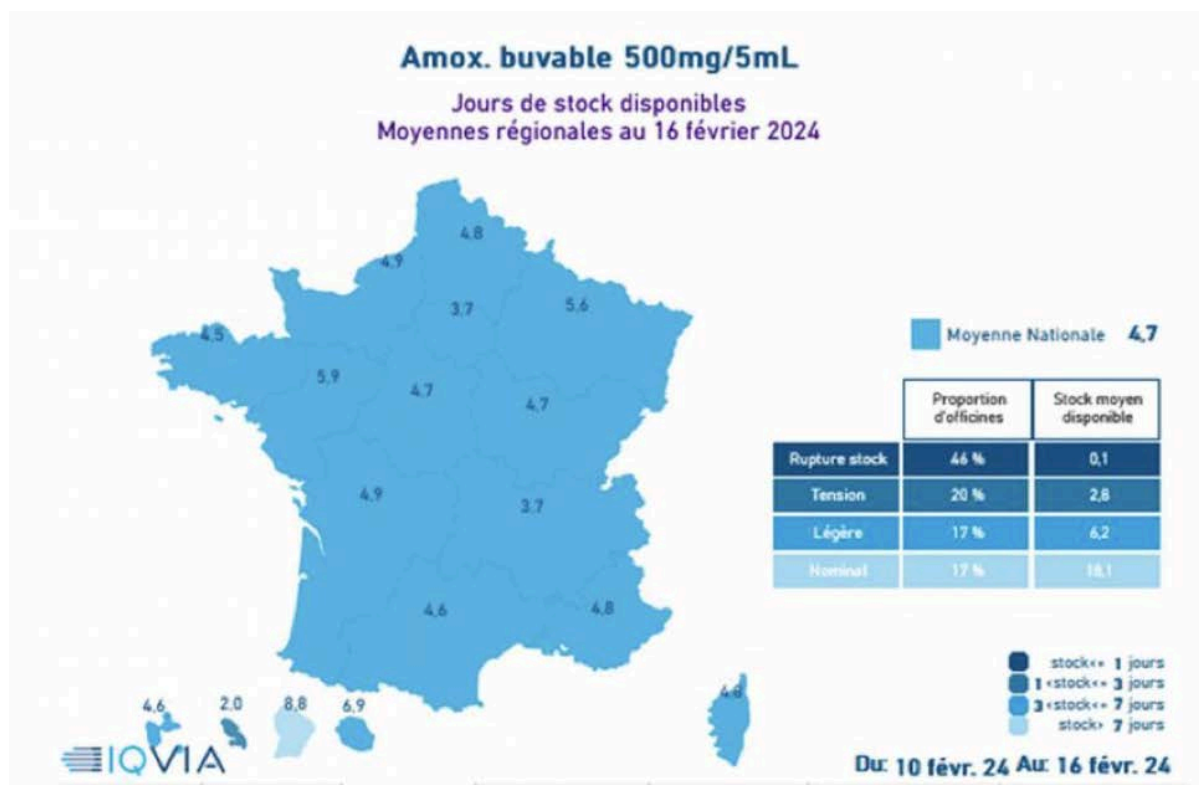 Amox. buvable 500mg/5mL
Jours de stock disponibles
Moyennes régionales au 16 février 2024
4.8
4.9
3.7
5.6
4.5
5.9
4.7
4.7
4.9
3.7
4.6
4.8
4.8
4.6
2.0
8.8
6.9
Moyenne Nationale 4,7
Proportion d'officines
Stock moyen disponible
Rupture stock 46 % 0,1
Tension 20 % 2,8
Légère 17 % 6,2
Nominal 17 % 18,1
stock<= 1 jours
1 <stock<= 3 jours
3 <stock<= 7 jours
stock> 7 jours
IQVIA
Du: 10 févr. 24 Au: 16 févr. 24